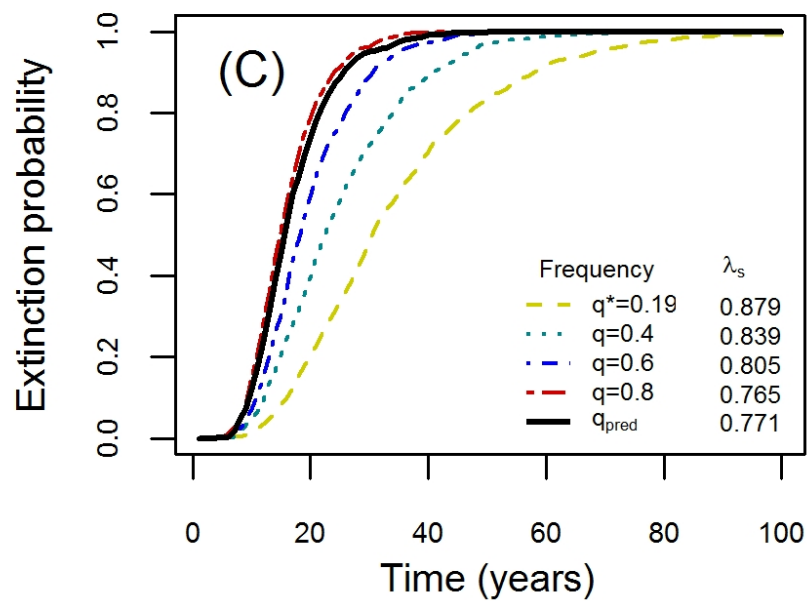 Extinction probability
1.0
0.8
0.6
0.4
0.2
0.0
(C)
Frequency λs
q*=0.19 0.879
q=0.4 0.839
q=0.6 0.805
q=0.8 0.765
qpred 0.771
0 20 40 60 80 100
Time (years)